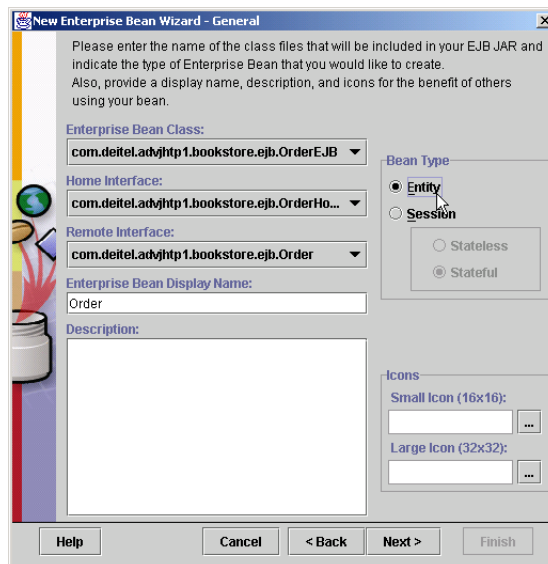 New Enterprise Bean Wizard - General
Please enter the name of the class files that will be included in your EJB JAR and
indicate the type of Enterprise Bean that you would like to create.
Also, provide a display name, description, and icons for the benefit of others
using your bean.
Enterprise Bean Class:
com.deitel.advjhtp1.bookstore.ejb.OrderEJB
Home Interface:
com.deitel.advjhtp1.bookstore.ejb.OrderHo...
Remote Interface:
com.deitel.advjhtp1.bookstore.ejb.Order
Enterprise Bean Display Name:
Order
Description:
Bean Type
Entity
Session
Stateless
Stateful
Icons
Small Icon (16x16):
...
Large Icon (32x32):
...
Help Cancel < Back Next > Finish